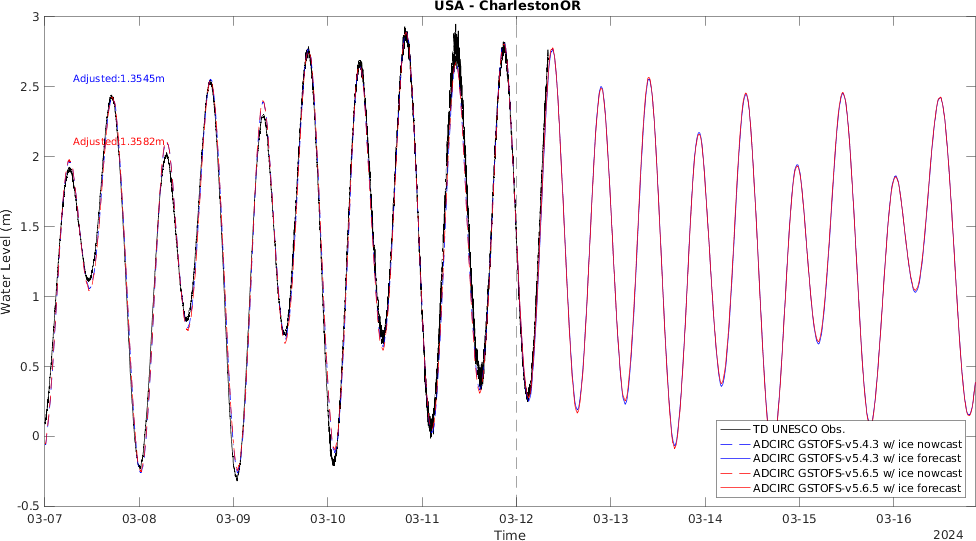 USA - CharlestonOR
Water Level (m)
3
2.5
2
1.5
1
0.5
0
-0.5
Adjusted:1.3545m
Adjusted:1.3582m
TD UNESCO Obs.
ADCIRC GSTOFS-v5.4.3 w/ ice nowcast
ADCIRC GSTOFS-v5.4.3 w/ ice forecast
ADCIRC GSTOFS-v5.6.5 w/ ice nowcast
ADCIRC GSTOFS-v5.6.5 w/ ice forecast
03-07 03-08 03-09 03-10 03-11 03-12 03-13 03-14 03-15 03-16
Time
2024